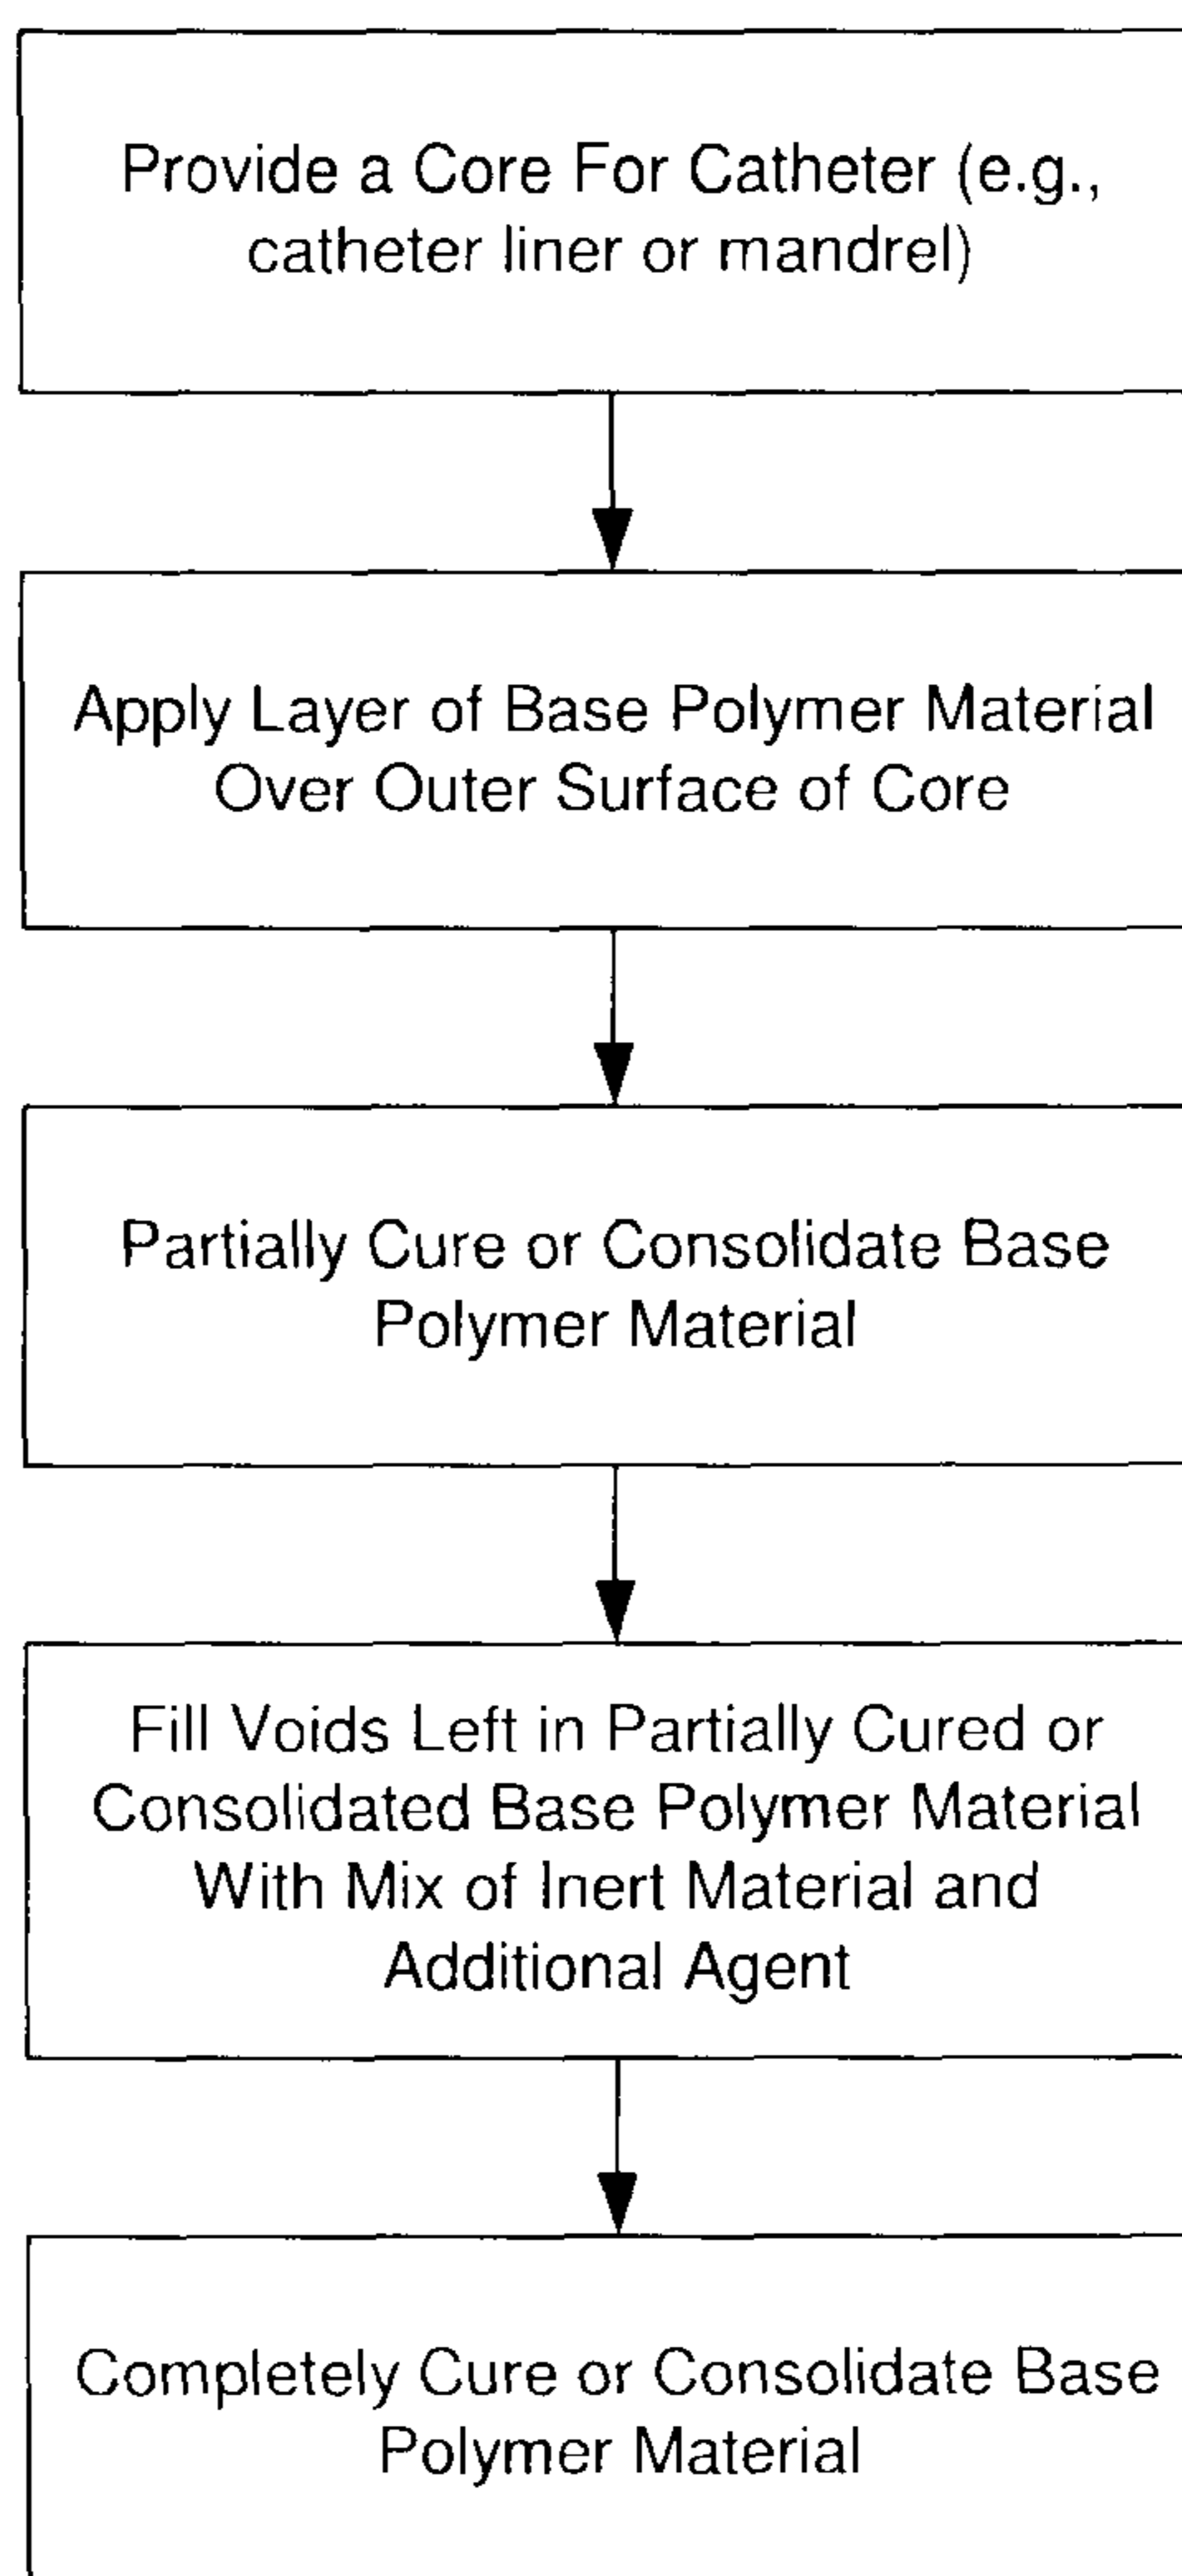 Provide a Core For Catheter (e.g.,
catheter liner or mandrel)
Apply Layer of Base Polymer Material
Over Outer Surface of Core
Partially Cure or Consolidate Base
Polymer Material
Fill Voids Left in Partially Cured or
Consolidated Base Polymer Material
With Mix of Inert Material and
Additional Agent
Completely Cure or Consolidate Base
Polymer Material